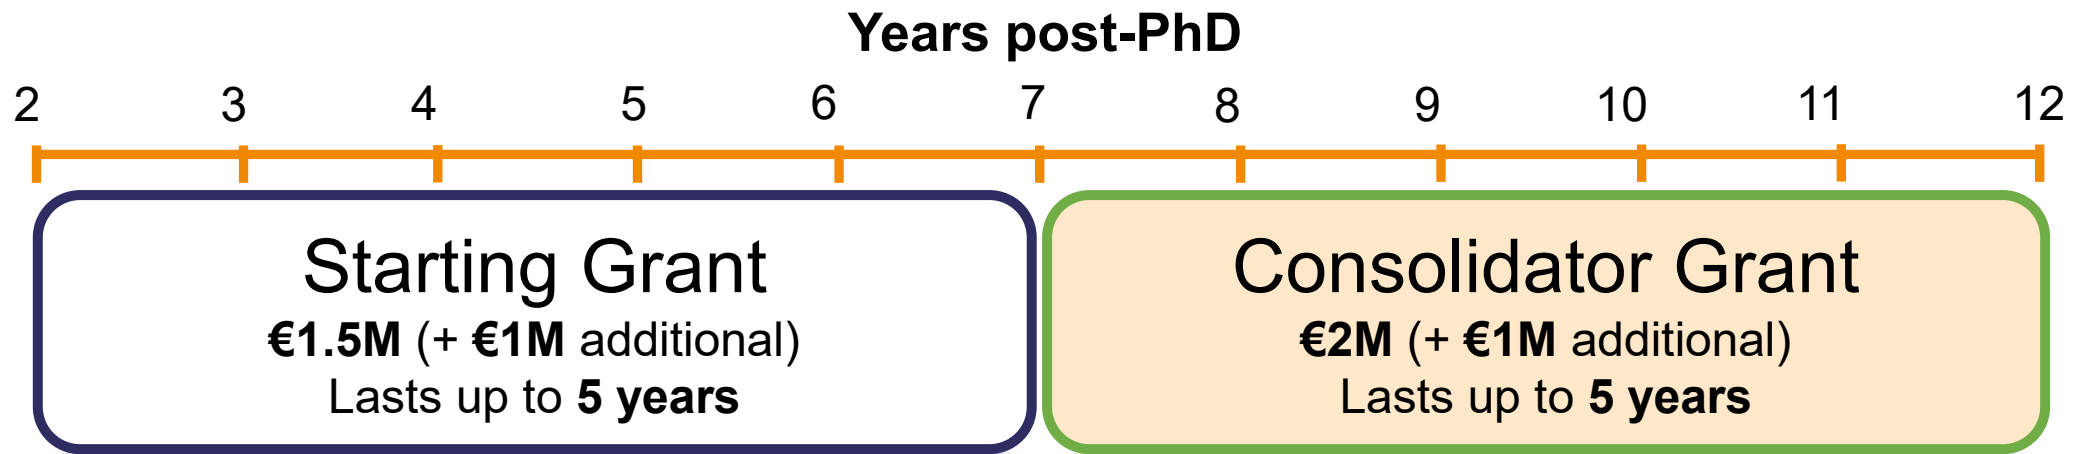 Years post-PhD
2 3 4 5 6 7 8 9 10 11 12
Starting Grant
€1.5M (+ €1M additional)
Lasts up to 5 years
Consolidator Grant
€2M (+ €1M additional)
Lasts up to 5 years